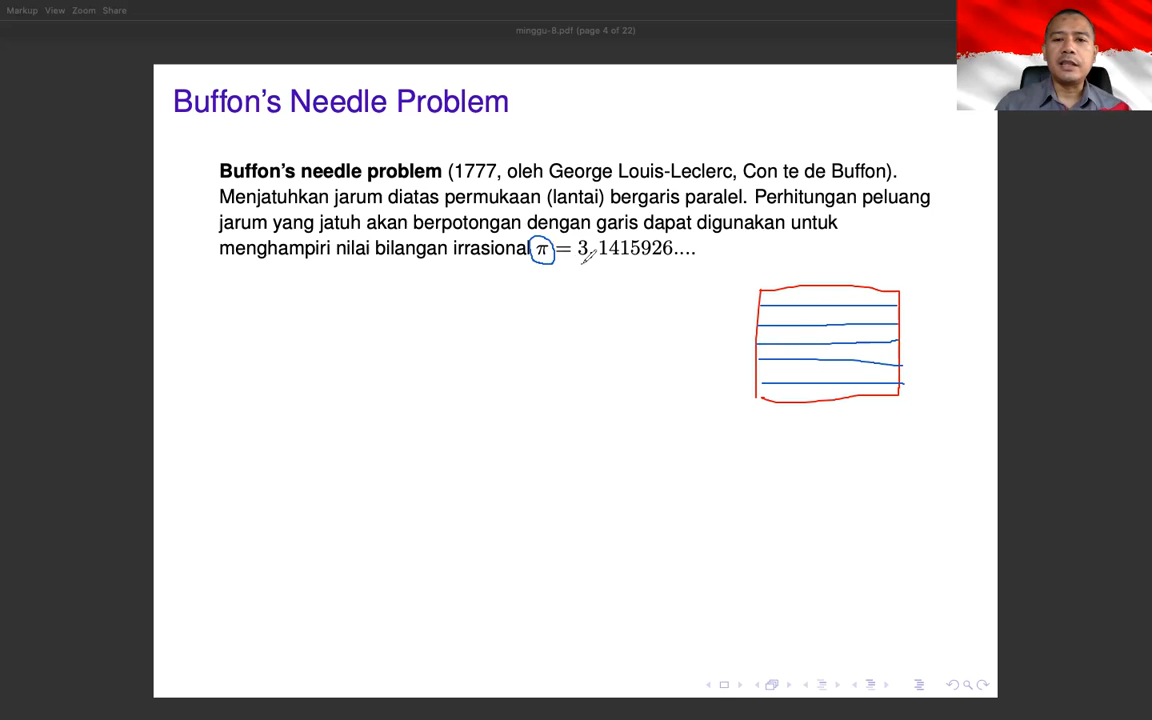 Markup View Zoom Share
minggu-8.pdf (page 4 of 22)
Buffon's Needle Problem
Buffon's needle problem (1777, oleh George Louis-Leclerc, Con te de Buffon).
Menjatuhkan jarum diatas permukaan (lantai) bergaris paralel. Perhitungan peluang
jarum yang jatuh akan berpotongan dengan garis dapat digunakan untuk
menghampiri nilai bilangan irrasional π = 3, 1415926....